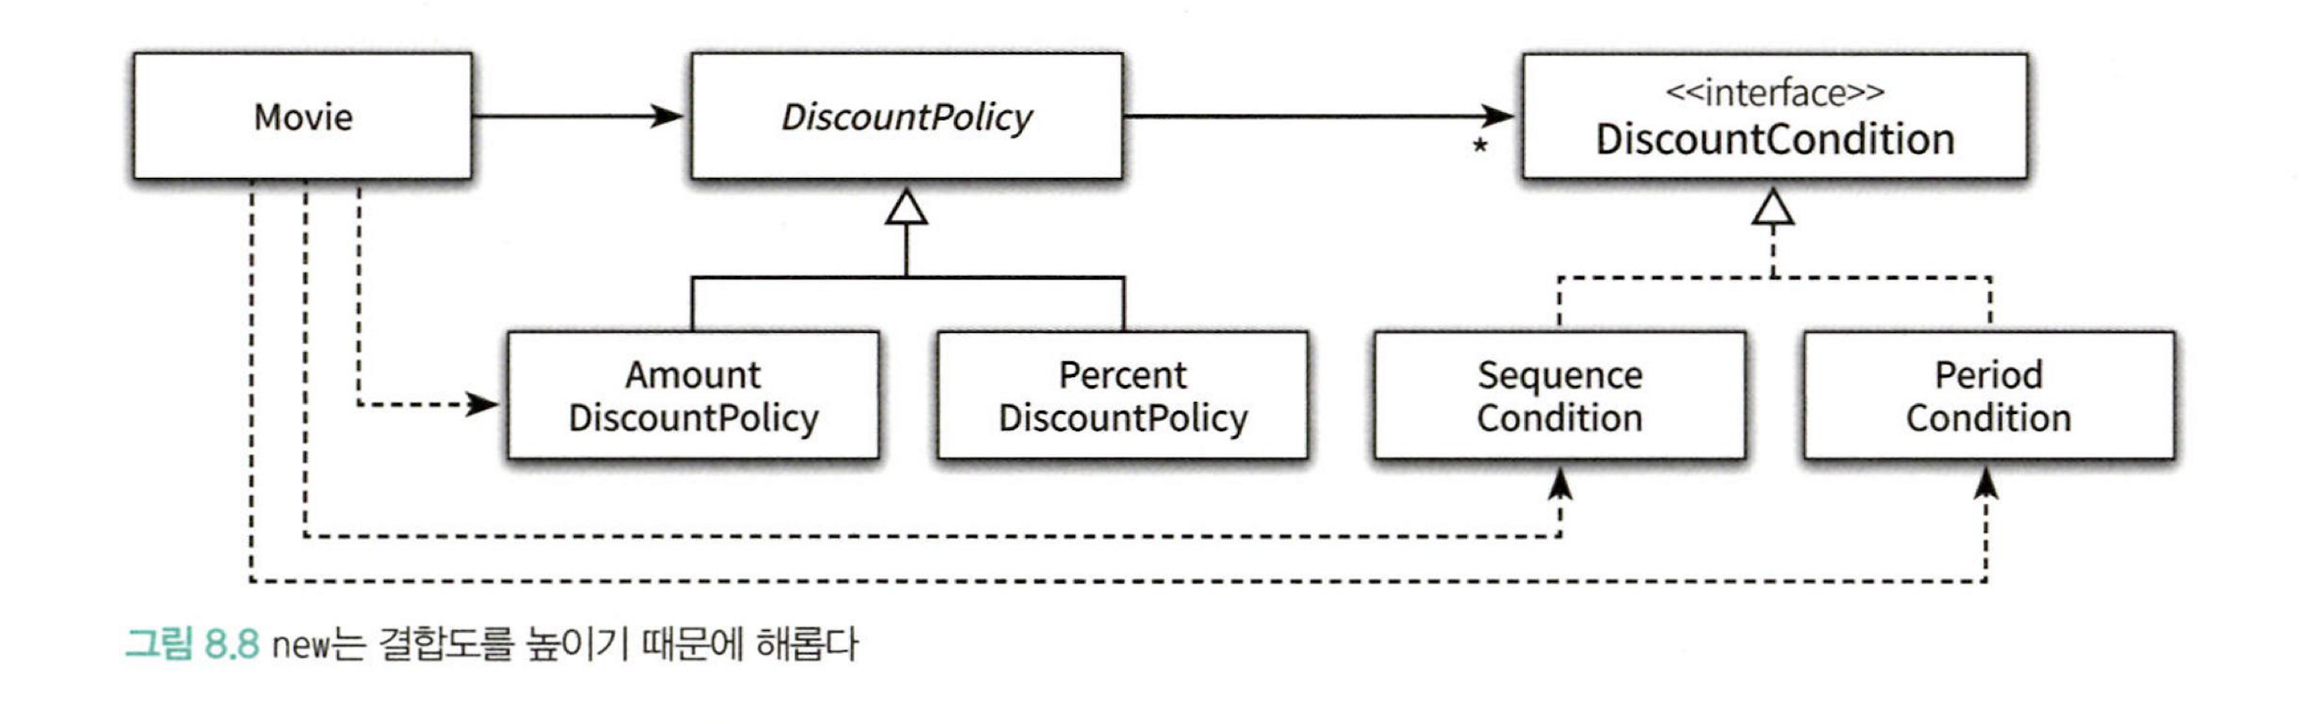 Movie
DiscountPolicy
<<interface>>
DiscountCondition
*
Amount
DiscountPolicy
Percent
DiscountPolicy
Sequence
Condition
Period
Condition
그림 8.8 new는 결합도를 높이기 때문에 해롭다